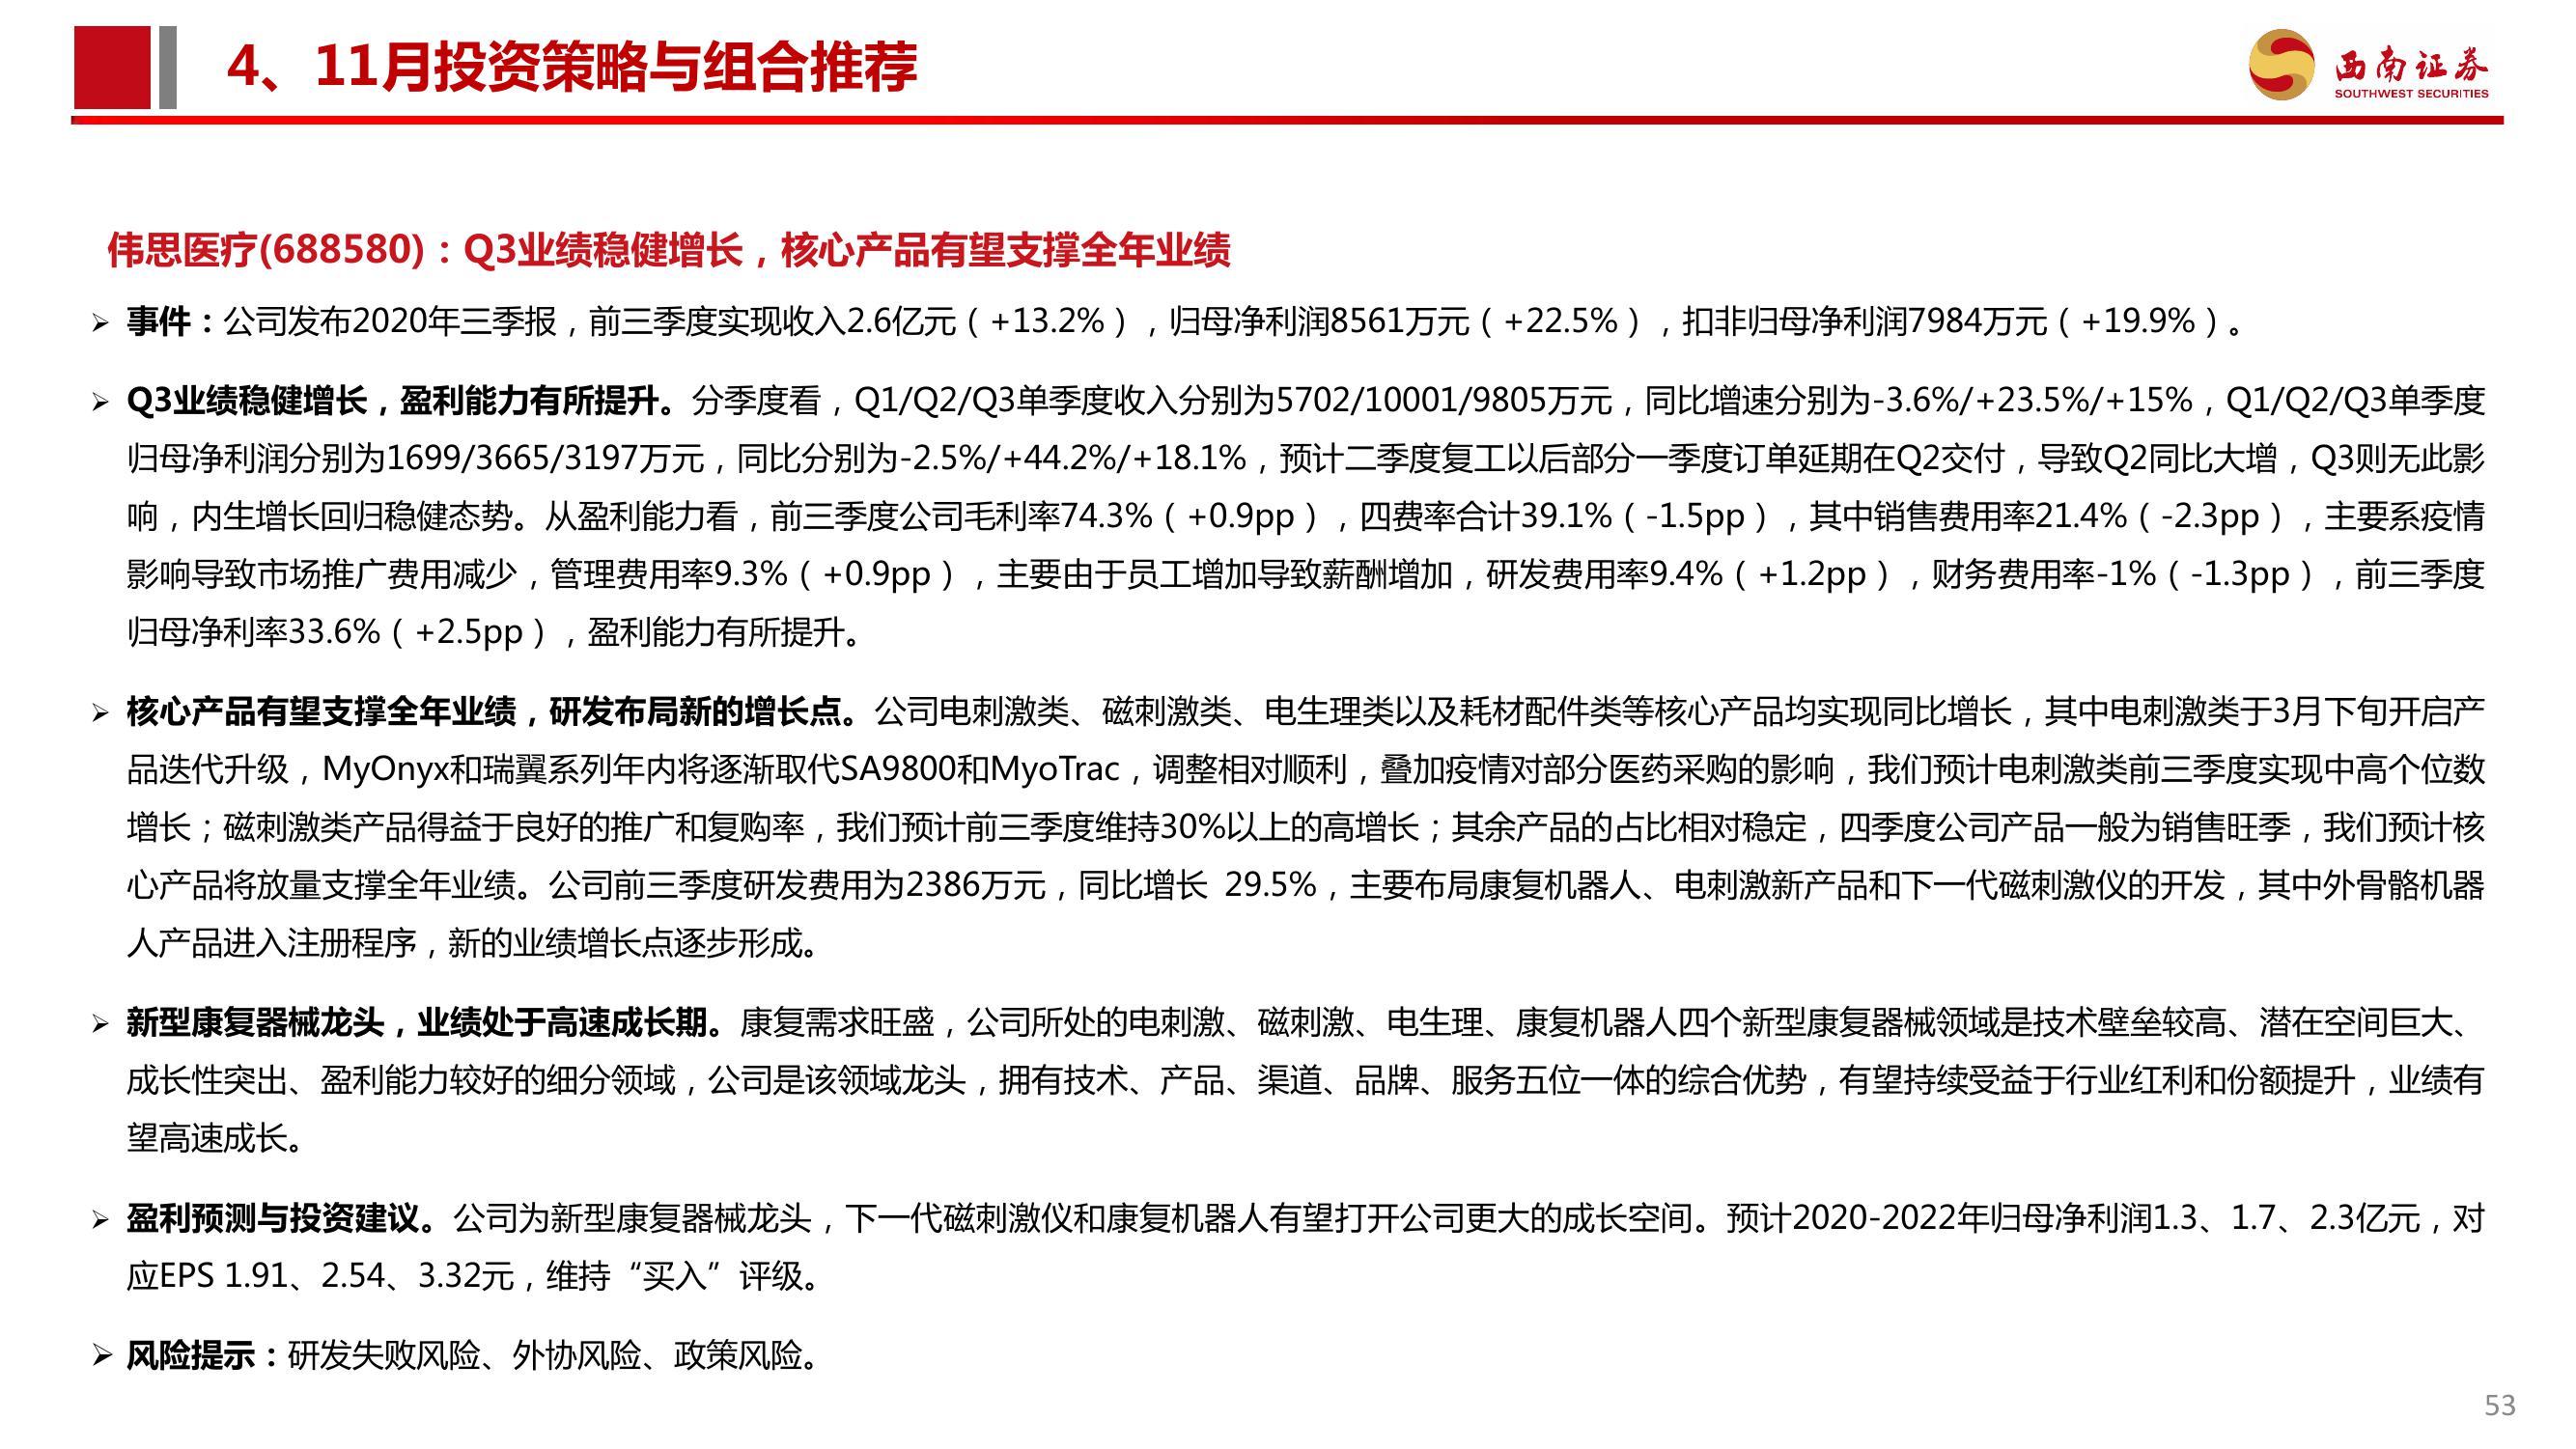 4、11月投资策略与组合推荐
西南证券
SOUTHWEST SECURITIES
伟思医疗(688580)：Q3业绩稳健增长，核心产品有望支撑全年业绩
➢ 事件：公司发布2020年三季报，前三季度实现收入2.6亿元（+13.2%），归母净利润8561万元（+22.5%），扣非归母净利润7984万元（+19.9%）。
➢ Q3业绩稳健增长，盈利能力有所提升。分季度看，Q1/Q2/Q3单季度收入分别为5702/10001/9805万元，同比增速分别为-3.6%/+23.5%/+15%，Q1/Q2/Q3单季度
归母净利润分别为1699/3665/3197万元，同比分别为-2.5%/+44.2%/+18.1%，预计二季度复工以后部分一季度订单延期在Q2交付，导致Q2同比大增，Q3则无此影
响，内生增长回归稳健态势。从盈利能力看，前三季度公司毛利率74.3%（+0.9pp），四费率合计39.1%（-1.5pp），其中销售费用率21.4%（-2.3pp），主要系疫情
影响导致市场推广费用减少，管理费用率9.3%（+0.9pp），主要由于员工增加导致薪酬增加，研发费用率9.4%（+1.2pp），财务费用率-1%（-1.3pp），前三季度
归母净利率33.6%（+2.5pp），盈利能力有所提升。
➢ 核心产品有望支撑全年业绩，研发布局新的增长点。公司电刺激类、磁刺激类、电生理类以及耗材配件类等核心产品均实现同比增长，其中电刺激类于3月下旬开启产
品迭代升级，MyOnyx和瑞翼系列年内将逐渐取代SA9800和MyoTrac，调整相对顺利，叠加疫情对部分医药采购的影响，我们预计电刺激类前三季度实现中高个位数
增长；磁刺激类产品得益于良好的推广和复购率，我们预计前三季度维持30%以上的高增长；其余产品的占比相对稳定，四季度公司产品一般为销售旺季，我们预计核
心产品将放量支撑全年业绩。公司前三季度研发费用为2386万元，同比增长 29.5%，主要布局康复机器人、电刺激新产品和下一代磁刺激仪的开发，其中外骨骼机器
人产品进入注册程序，新的业绩增长点逐步形成。
➢ 新型康复器械龙头，业绩处于高速成长期。康复需求旺盛，公司所处的电刺激、磁刺激、电生理、康复机器人四个新型康复器械领域是技术壁垒较高、潜在空间巨大、
成长性突出、盈利能力较好的细分领域，公司是该领域龙头，拥有技术、产品、渠道、品牌、服务五位一体的综合优势，有望持续受益于行业红利和份额提升，业绩有
望高速成长。
➢ 盈利预测与投资建议。公司为新型康复器械龙头，下一代磁刺激仪和康复机器人有望打开公司更大的成长空间。预计2020-2022年归母净利润1.3、1.7、2.3亿元，对
应EPS 1.91、2.54、3.32元，维持“买入”评级。
➢ 风险提示：研发失败风险、外协风险、政策风险。
53